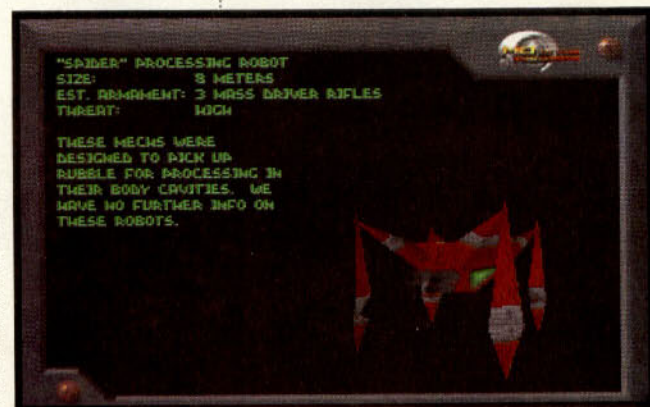 "SPIDER" PROCESSING ROBOT
SIZE: 8 METERS
EST. ARMAMENT: 3 MASS DRIVER RIFLES
THREAT: HIGH
THESE MECHS WERE
DESIGNED TO PICK UP
RUBBLE FOR PROCESSING IN
THEIR BODY CAVITIES. WE
HAVE NO FURTHER INFO ON
THESE ROBOTS.